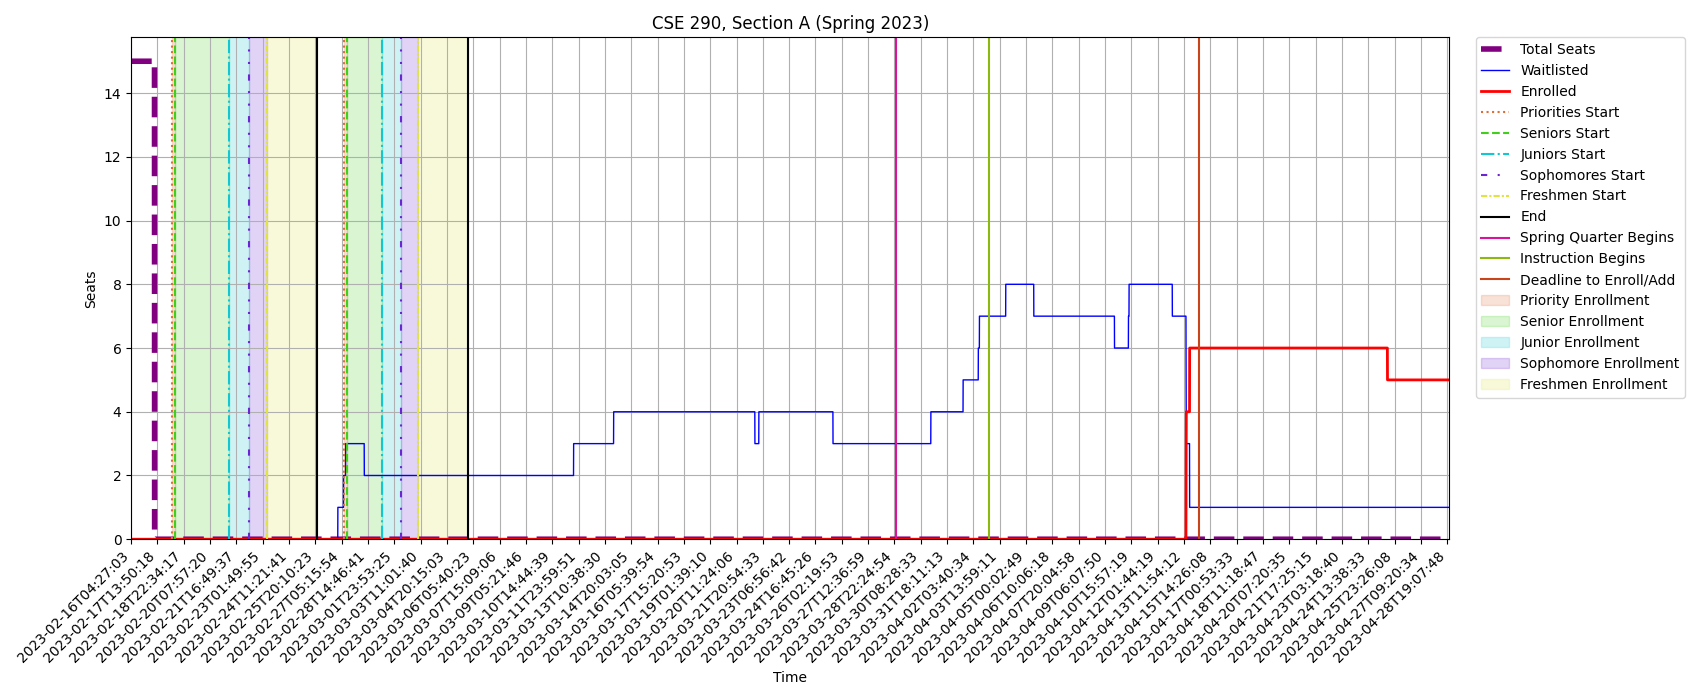 CSE 290, Section A (Spring 2023)
Seats
14
12
10
8
6
4
2
0
2023-02-16T04:27:03
2023-02-17T13:50:18
2023-02-18T22:34:17
2023-02-20T07:57:20
2023-02-21T16:49:37
2023-02-23T01:49:55
2023-02-24T11:21:41
2023-02-25T20:10:23
2023-02-27T05:15:54
2023-02-28T14:46:41
2023-03-01T23:53:25
2023-03-03T11:01:40
2023-03-04T20:15:03
2023-03-06T05:40:23
2023-03-07T15:09:06
2023-03-09T05:21:46
2023-03-10T14:44:39
2023-03-11T23:59:51
2023-03-13T10:38:30
2023-03-14T20:03:05
2023-03-16T05:39:54
2023-03-17T15:20:53
2023-03-19T01:39:10
2023-03-20T11:24:06
2023-03-21T20:54:33
2023-03-23T06:56:42
2023-03-24T16:45:26
2023-03-26T02:19:53
2023-03-27T12:36:59
2023-03-28T22:24:54
2023-03-30T08:28:33
2023-03-31T18:11:13
2023-04-02T03:40:34
2023-04-03T13:59:11
2023-04-05T00:02:49
2023-04-06T10:06:18
2023-04-07T20:04:58
2023-04-09T06:07:50
2023-04-10T15:57:19
2023-04-12T01:44:19
2023-04-13T11:54:12
2023-04-15T14:26:08
2023-04-17T00:53:33
2023-04-18T11:18:47
2023-04-20T07:20:35
2023-04-21T17:25:15
2023-04-23T03:18:40
2023-04-24T13:38:33
2023-04-25T23:26:08
2023-04-27T09:20:34
2023-04-28T19:07:48
Time
Total Seats
Waitlisted
Enrolled
Priorities Start
Seniors Start
Juniors Start
Sophomores Start
Freshmen Start
End
Spring Quarter Begins
Instruction Begins
Deadline to Enroll/Add
Priority Enrollment
Senior Enrollment
Junior Enrollment
Sophomore Enrollment
Freshmen Enrollment